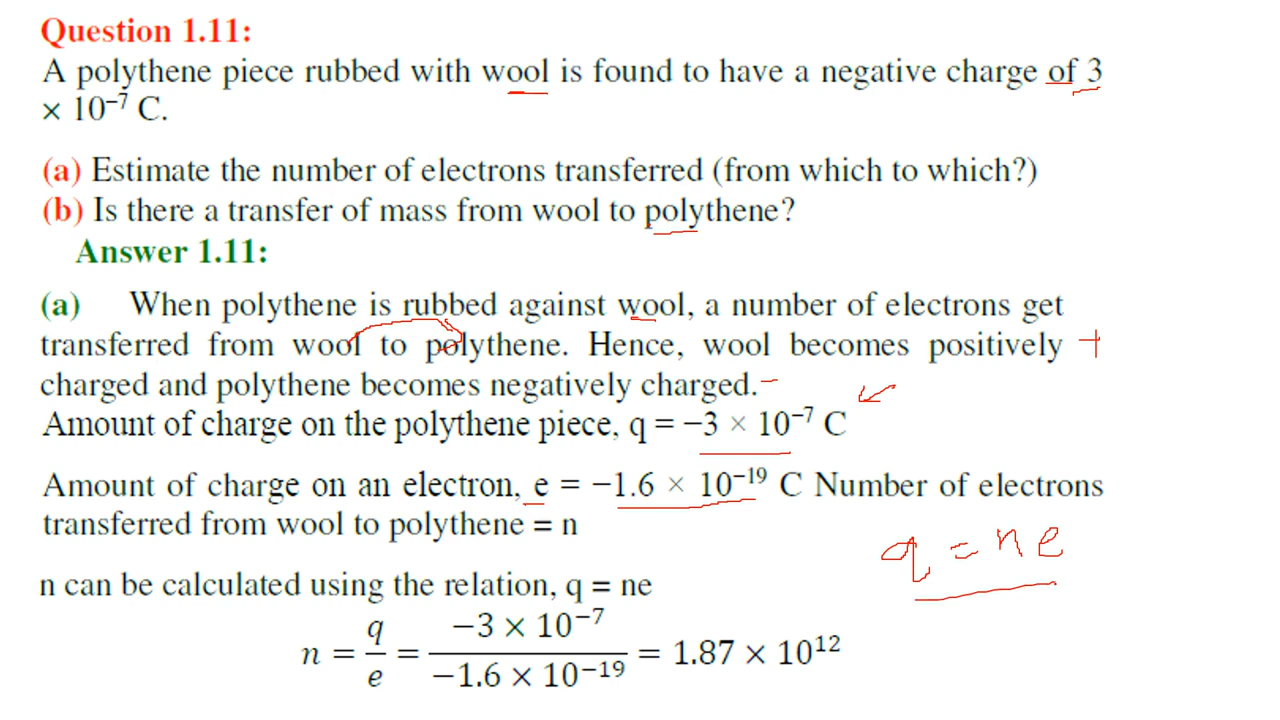 Question 1.11:
A polythene piece rubbed with wool is found to have a negative charge of 3
× 10⁻⁷ C.
(a) Estimate the number of electrons transferred (from which to which?)
(b) Is there a transfer of mass from wool to polythene?
Answer 1.11:
(a) When polythene is rubbed against wool, a number of electrons get
transferred from wool to polythene. Hence, wool becomes positively +
charged and polythene becomes negatively charged. −
Amount of charge on the polythene piece, q = −3 × 10⁻⁷ C
Amount of charge on an electron, e = −1.6 × 10⁻¹⁹ C Number of electrons
transferred from wool to polythene = n
q = ne
n can be calculated using the relation, q = ne
n = q/e = −3 × 10⁻⁷ / −1.6 × 10⁻¹⁹ = 1.87 × 10¹²